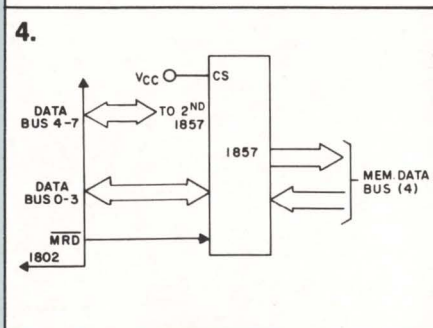 4.
VCC
CS
DATA
BUS 4-7
TO 2ND
1857
1857
DATA
BUS 0-3
MEM. DATA
BUS (4)
MRD
1802